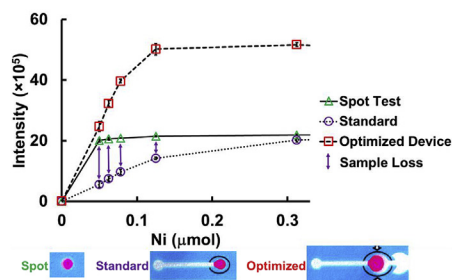 60
40
20
0
Intensity (×10⁵)
0 0.1 0.2 0.3
Ni (μmol)
Spot Test
Standard
Optimized Device
Sample Loss
Spot Standard Optimized